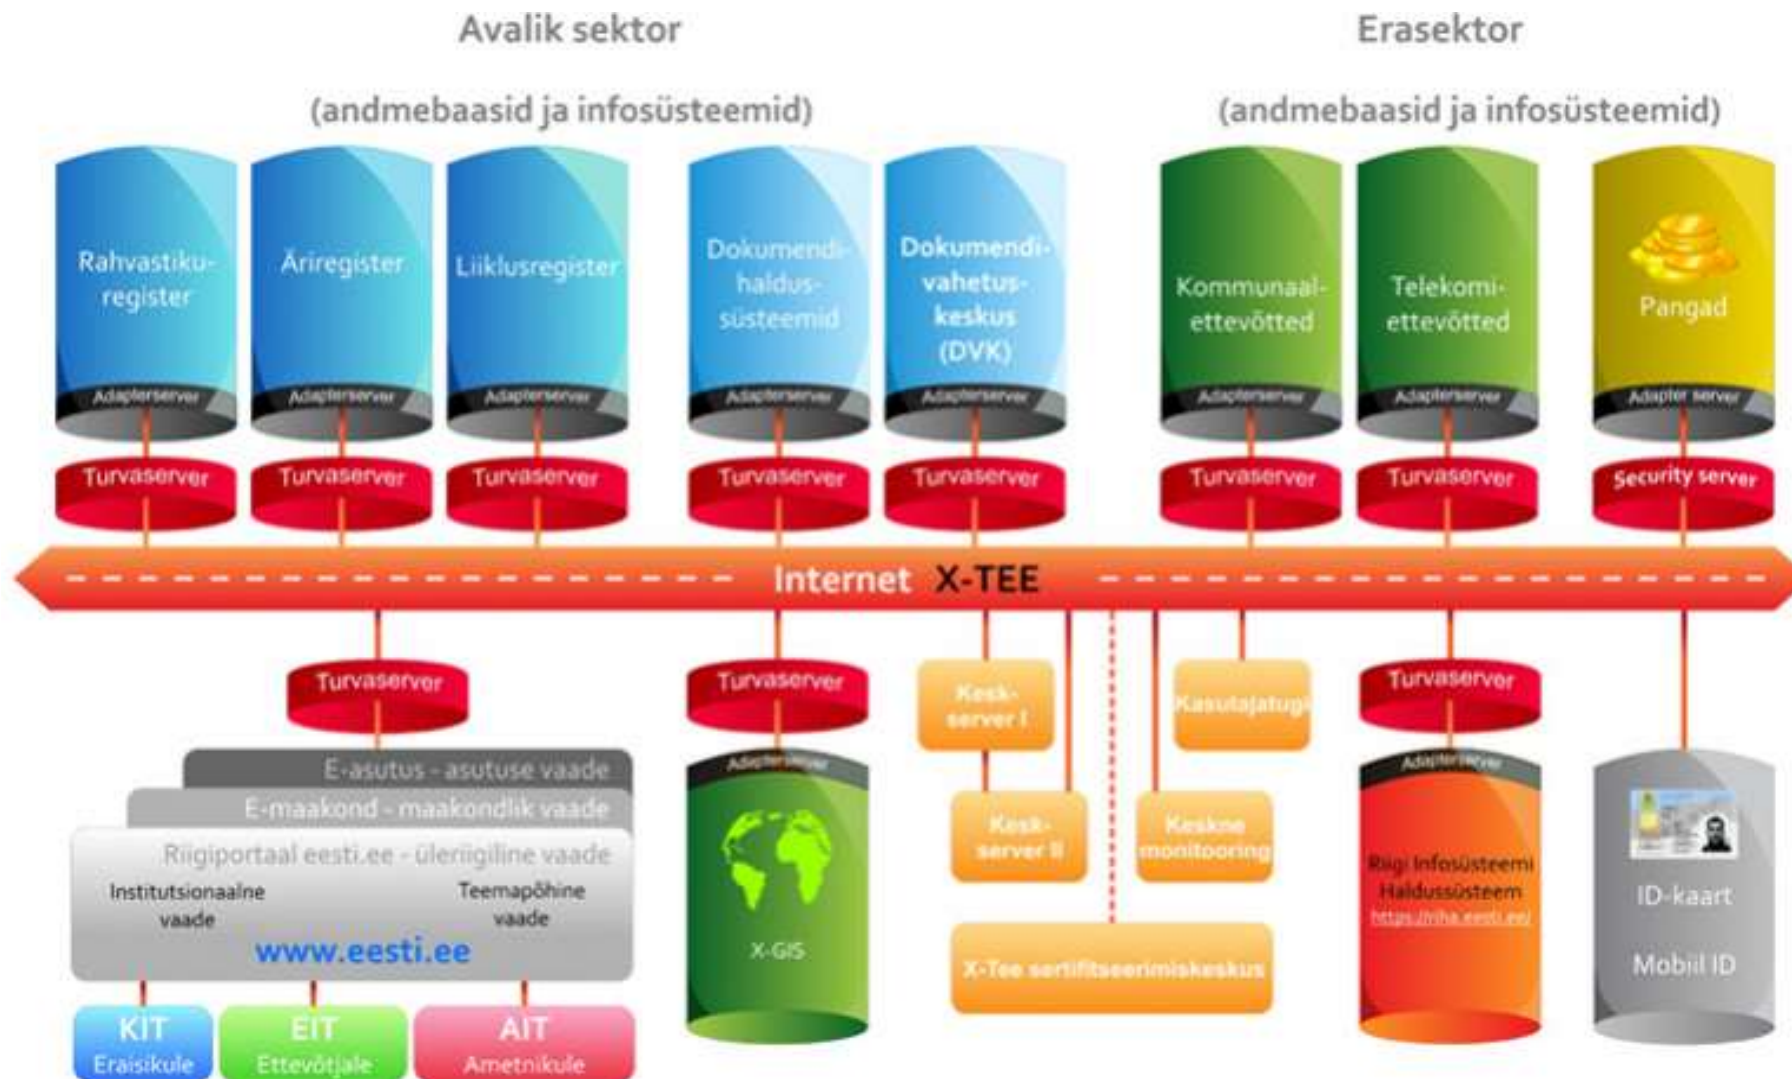 Avalik sektor
Erasektor
(andmebaasid ja infosüsteemid)
(andmebaasid ja infosüsteemid)
Rahvastiku-
register
Adapterserver
Äriregister
Adapterserver
Liiklusregister
Adapterserver
Dokumendi-
haldus-
süsteemid
Adapterserver
Dokumendi-
vahetus-
keskus
(DVK)
Adapterserver
Kommunaal-
ettevõtted
Adapterserver
Telekomi-
ettevõtted
Adapterserver
Pangad
Adapter server
Turvaserver
Turvaserver
Turvaserver
Turvaserver
Turvaserver
Turvaserver
Turvaserver
Security server
Internet X-TEE
Turvaserver
Turvaserver
Kesk-
server I
Kasutajatugi
Turvaserver
E-asutus - asutuse vaade
E-maakond - maakondlik vaade
Riigiportaal eesti.ee - üleriigiline vaade
Institutsionaalne
vaade
Teemapõhine
vaade
www.eesti.ee
KIT
Eraisikule
EIT
Ettevõtjale
AIT
Ametnikule
Adapterserver
X-GIS
Kesk-
server II
Keskne
monitooring
X-Tee sertifitseerimiskeskus
Adapterserver
Riigi Infosüsteemi
Haldussüsteem
https://riha.eesti.ee/
ID-kaart
Mobiil ID